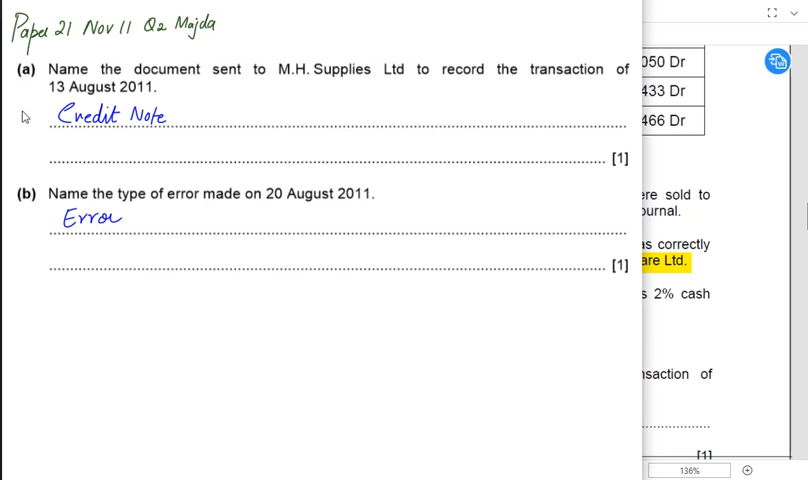 Paper 21 Nov 11 Q2 Majda
(a) Name the document sent to M.H. Supplies Ltd to record the transaction of
13 August 2011.
Credit Note
[1]
(b) Name the type of error made on 20 August 2011.
Error
[1]
050 Dr
433 Dr
466 Dr
ere sold to
ournal.
as correctly
are Ltd.
s 2% cash
nsaction of
[1]
136%